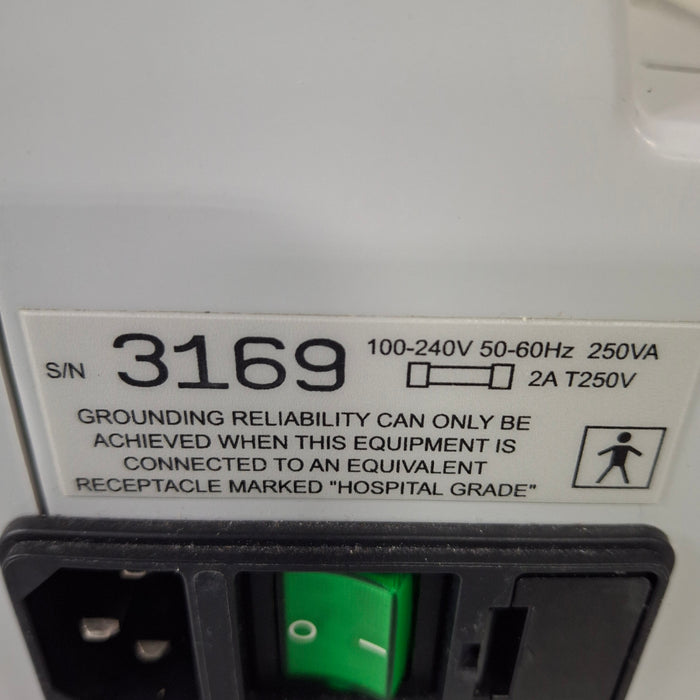 S/N 3169 100-240V 50-60Hz 250VA
2A T250V
GROUNDING RELIABILITY CAN ONLY BE
ACHIEVED WHEN THIS EQUIPMENT IS
CONNECTED TO AN EQUIVALENT
RECEPTACLE MARKED "HOSPITAL GRADE"
O I